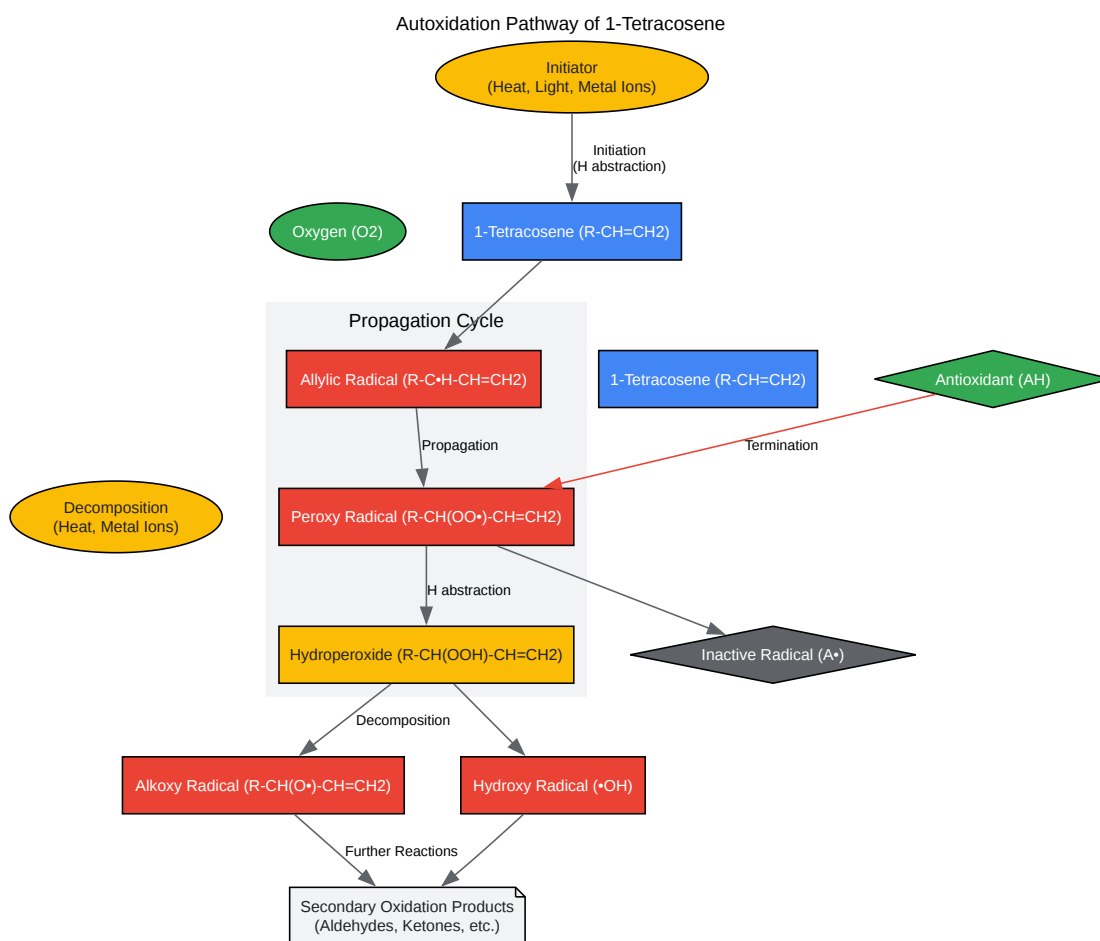 Autoxidation Pathway of 1-Tetracosene
Initiator
(Heat, Light, Metal Ions)
Initiation
(H abstraction)
Oxygen (O2)
1-Tetracosene (R-CH=CH2)
Propagation Cycle
Allylic Radical (R-C•H-CH=CH2)
1-Tetracosene (R-CH=CH2)
Antioxidant (AH)
Propagation
Termination
Decomposition
(Heat, Metal Ions)
Peroxy Radical (R-CH(OO•)-CH=CH2)
H abstraction
Hydroperoxide (R-CH(OOH)-CH=CH2)
Inactive Radical (A•)
Decomposition
Alkoxy Radical (R-CH(O•)-CH=CH2)
Hydroxy Radical (•OH)
Further Reactions
Secondary Oxidation Products
(Aldehydes, Ketones, etc.)